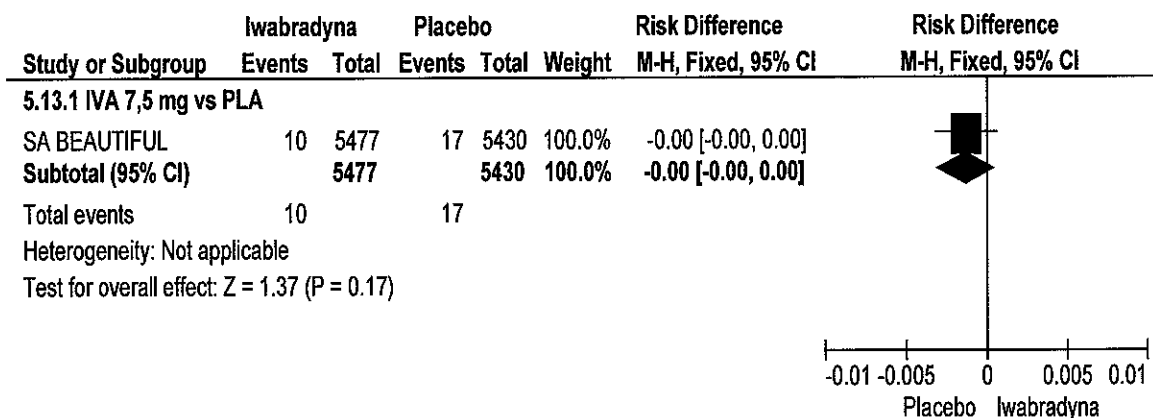 Iwabradyna Placebo Risk Difference Risk Difference
Study or Subgroup Events Total Events Total Weight M-H, Fixed, 95% CI M-H, Fixed, 95% CI
5.13.1 IVA 7,5 mg vs PLA
SA BEAUTIFUL 10 5477 17 5430 100.0% -0.00 [-0.00, 0.00]
Subtotal (95% CI) 5477 5430 100.0% -0.00 [-0.00, 0.00]
Total events 10 17
Heterogeneity: Not applicable
Test for overall effect: Z = 1.37 (P = 0.17)
-0.01 -0.005 0 0.005 0.01
Placebo Iwabradyna